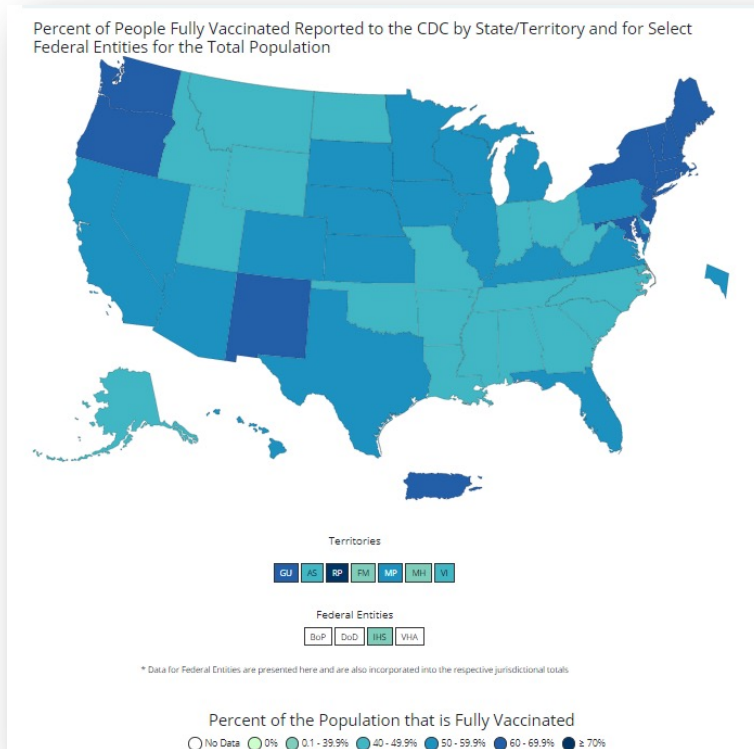 Percent of People Fully Vaccinated Reported to the CDC by State/Territory and for Select
Federal Entities for the Total Population
Territories
GU AS RP FM MP MH VI
Federal Entities
BoP DoD IHS VHA
* Data for Federal Entities are presented here and are also incorporated into the respective jurisdictional totals
Percent of the Population that is Fully Vaccinated
No Data 0% 0.1 - 39.9% 40 - 49.9% 50 - 59.9% 60 - 69.9% ≥ 70%